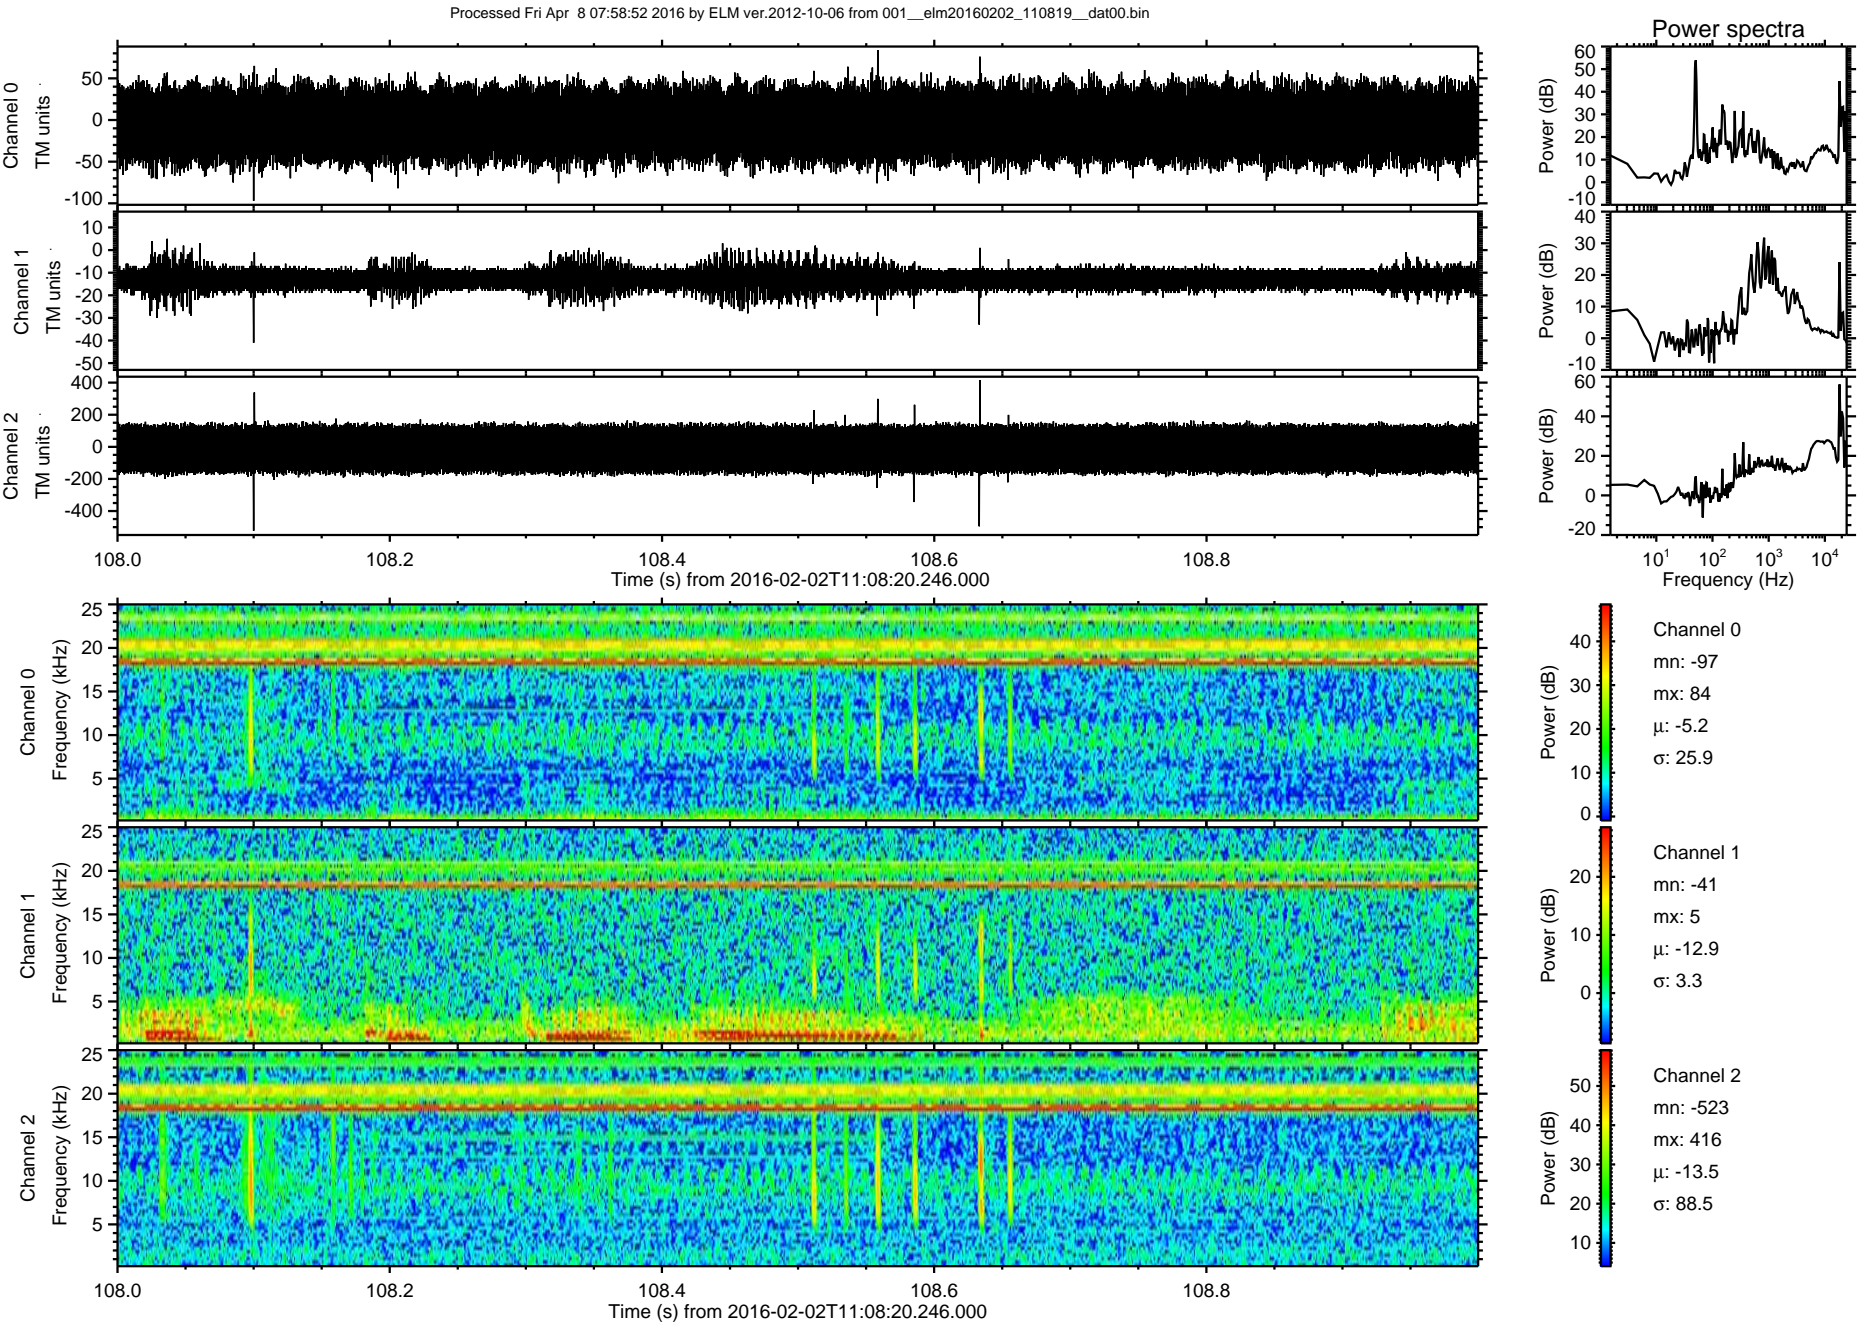 Processed Fri Apr  8 07:58:52 2016 by ELM ver.2012-10-06 from 001__elm20160202_110819__dat00.bin
Power spectra
Channel 0
TM units
50
0
-50
-100
Power (dB)
60
50
40
30
20
10
0
-10
Channel 1
TM units
10
0
-10
-20
-30
-40
-50
Power (dB)
40
30
20
10
0
-10
Channel 2
TM units
400
200
0
-200
-400
Power (dB)
60
40
20
0
-20
108.0 108.2 108.4 108.6 108.8
Time (s) from 2016-02-02T11:08:20.246.000
10^1 10^2 10^3 10^4
Frequency (Hz)
Channel 0
Frequency (kHz)
25
20
15
10
5
Power (dB)
40
30
20
10
0
Channel 0
mn: -97
mx: 84
μ: -5.2
σ: 25.9
Channel 1
Frequency (kHz)
25
20
15
10
5
Power (dB)
20
10
0
Channel 1
mn: -41
mx: 5
μ: -12.9
σ: 3.3
Channel 2
Frequency (kHz)
25
20
15
10
5
Power (dB)
50
40
30
20
10
Channel 2
mn: -523
mx: 416
μ: -13.5
σ: 88.5
108.0 108.2 108.4 108.6 108.8
Time (s) from 2016-02-02T11:08:20.246.000